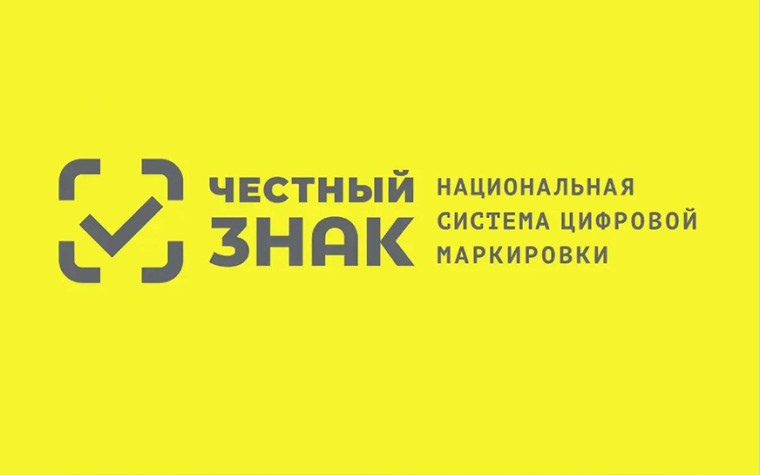 ЧЕСТНЫЙ
ЗНАК
НАЦИОНАЛЬНАЯ
СИСТЕМА ЦИФРОВОЙ
МАРКИРОВКИ